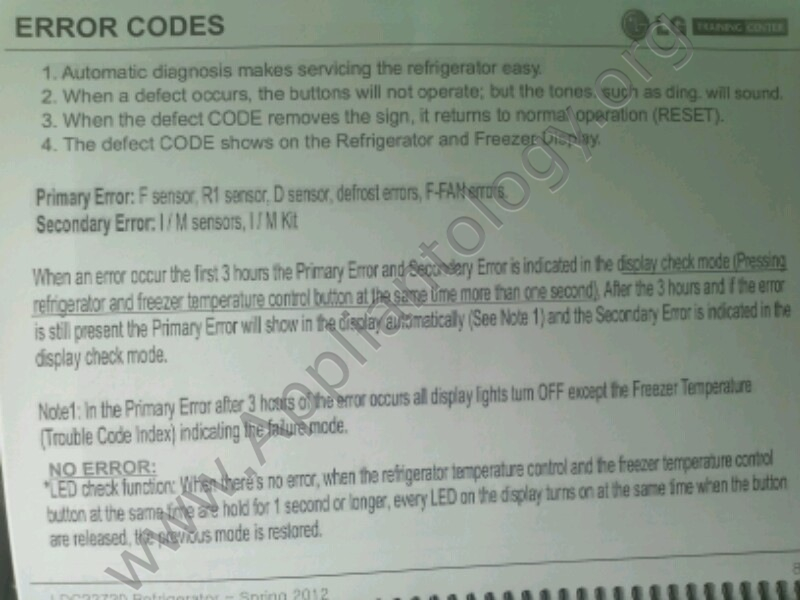 ERROR CODES
LG TRAINING CENTER
1. Automatic diagnosis makes servicing the refrigerator easy.
2. When a defect occurs, the buttons will not operate; but the tones, such as ding, will sound.
3. When the defect CODE removes the sign, it returns to normal operation (RESET).
4. The defect CODE shows on the Refrigerator and Freezer Display.
Primary Error: F sensor, R1 sensor, D sensor, defrost errors, F-FAN errors.
Secondary Error: I / M sensors, I / M Kit
When an error occur the first 3 hours the Primary Error and Secondery Error is indicated in the display check mode (Pressing
refrigerator and freezer temperature control button at the same time more than one second). After the 3 hours and if the error
is still present the Primary Error will show in the display automatically (See Note 1) and the Secondary Error is indicated in the
display check mode.
Note1: In the Primary Error after 3 hours of the error occurs all display lights turn OFF except the Freezer Temperature
(Trouble Code Index) indicating the failure mode.
NO ERROR:
*LED check function: When there's no error, when the refrigerator temperature control and the freezer temperature control
button at the same time are hold for 1 second or longer, every LED on the display turns on at the same time when the button
are released, the previous mode is restored.
8
Refrigerator – Spring 2012
www.Appliantology.org